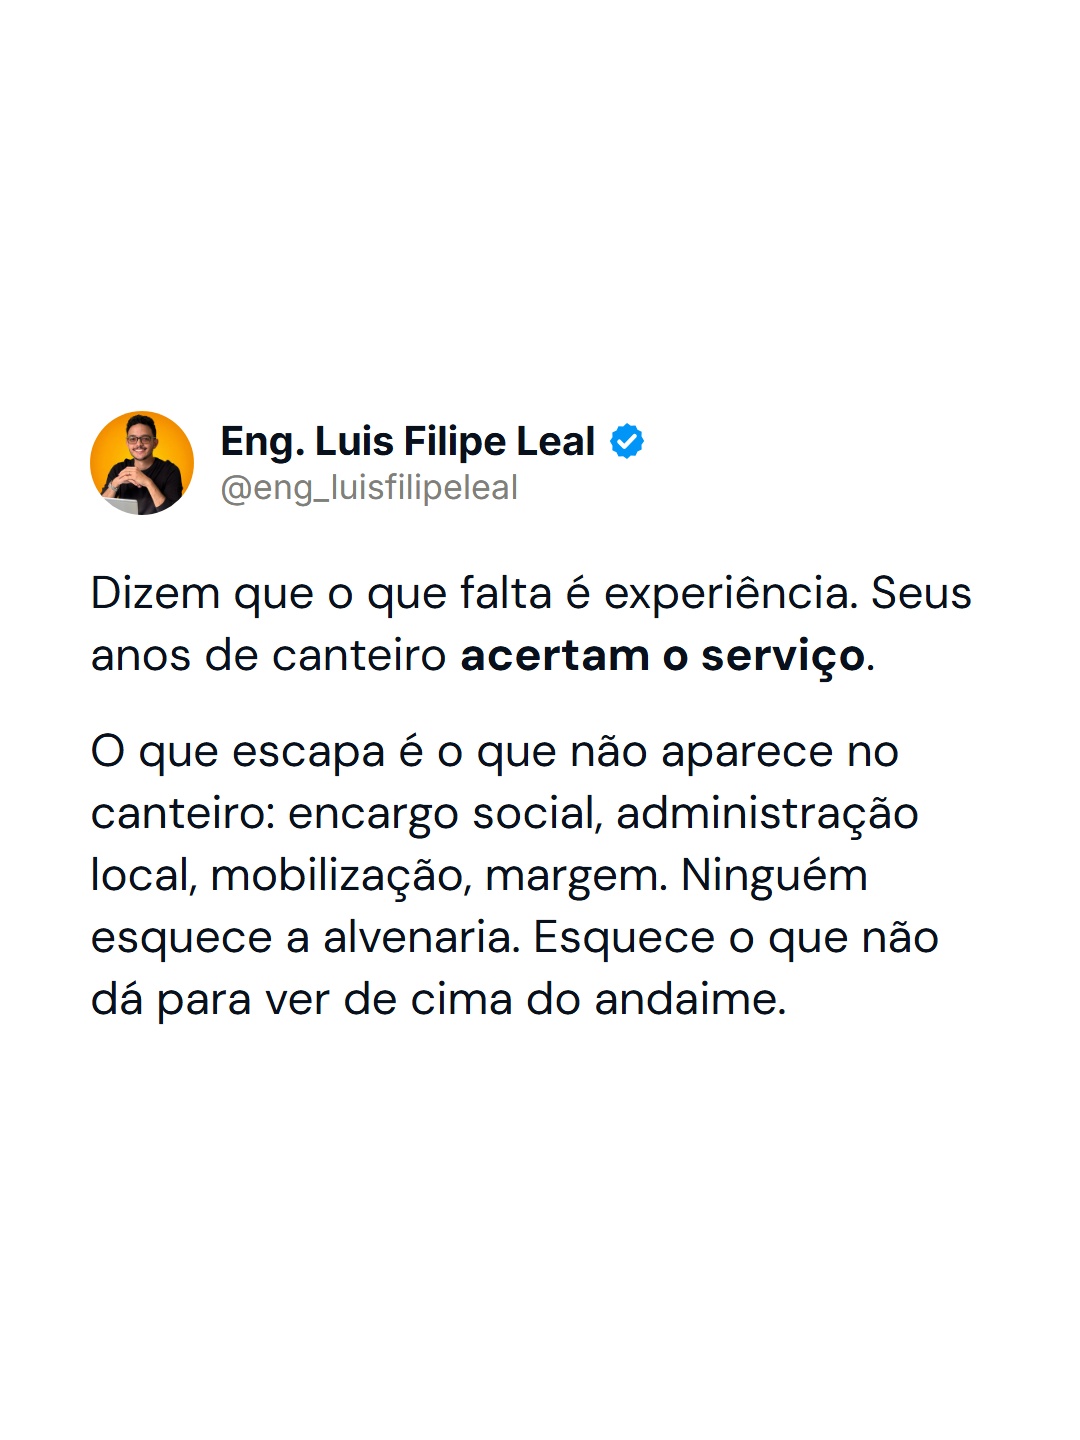 Eng. Luis Filipe Leal
@eng_luisfilipeleal
Dizem que o que falta é experiência. Seus
anos de canteiro acertam o serviço.
O que escapa é o que não aparece no
canteiro: encargo social, administração
local, mobilização, margem. Ninguém
esquece a alvenaria. Esquece o que não
dá para ver de cima do andaime.